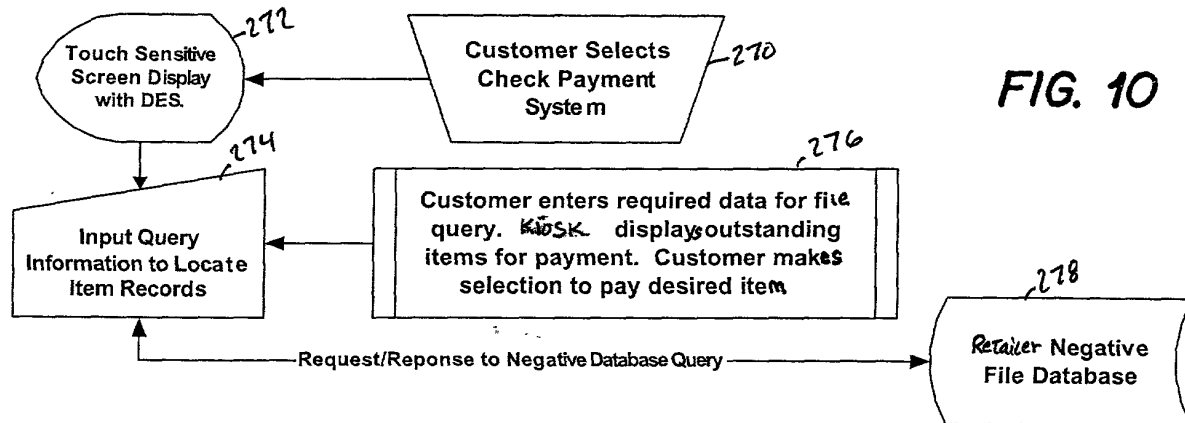 272
Touch Sensitive
Screen Display
with DES.
Customer Selects
Check Payment
System
270
FIG. 10
274
Input Query
Information to Locate
Item Records
276
Customer enters required data for file
query. KIOSK displays outstanding
items for payment. Customer makes
selection to pay desired item
278
Request/Reponse to Negative Database Query
Retailer Negative
File Database